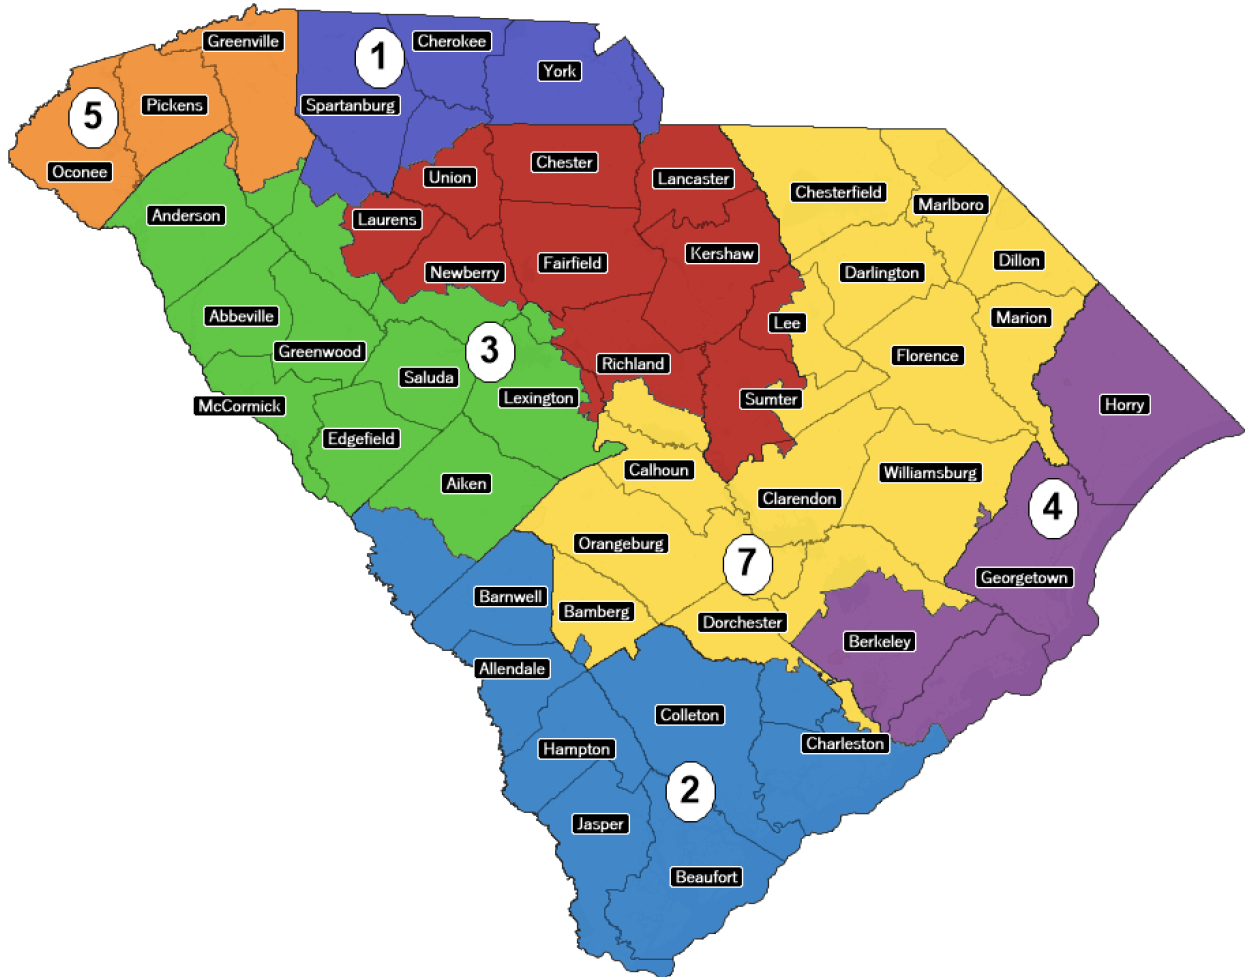 Greenville
1
Cherokee
York
Pickens
Spartanburg
5
Oconee
Union
Chester
Lancaster
Chesterfield
Marlboro
Anderson
Laurens
Newberry
Fairfield
Kershaw
Darlington
Dillon
Abbeville
Greenwood
3
Lee
Marion
Florence
Richland
Saluda
Lexington
Sumter
McCormick
Horry
Edgefield
Aiken
Calhoun
Clarendon
Williamsburg
4
Orangeburg
7
Georgetown
Barnwell
Bamberg
Dorchester
Berkeley
Allendale
Colleton
Hampton
Charleston
2
Jasper
Beaufort